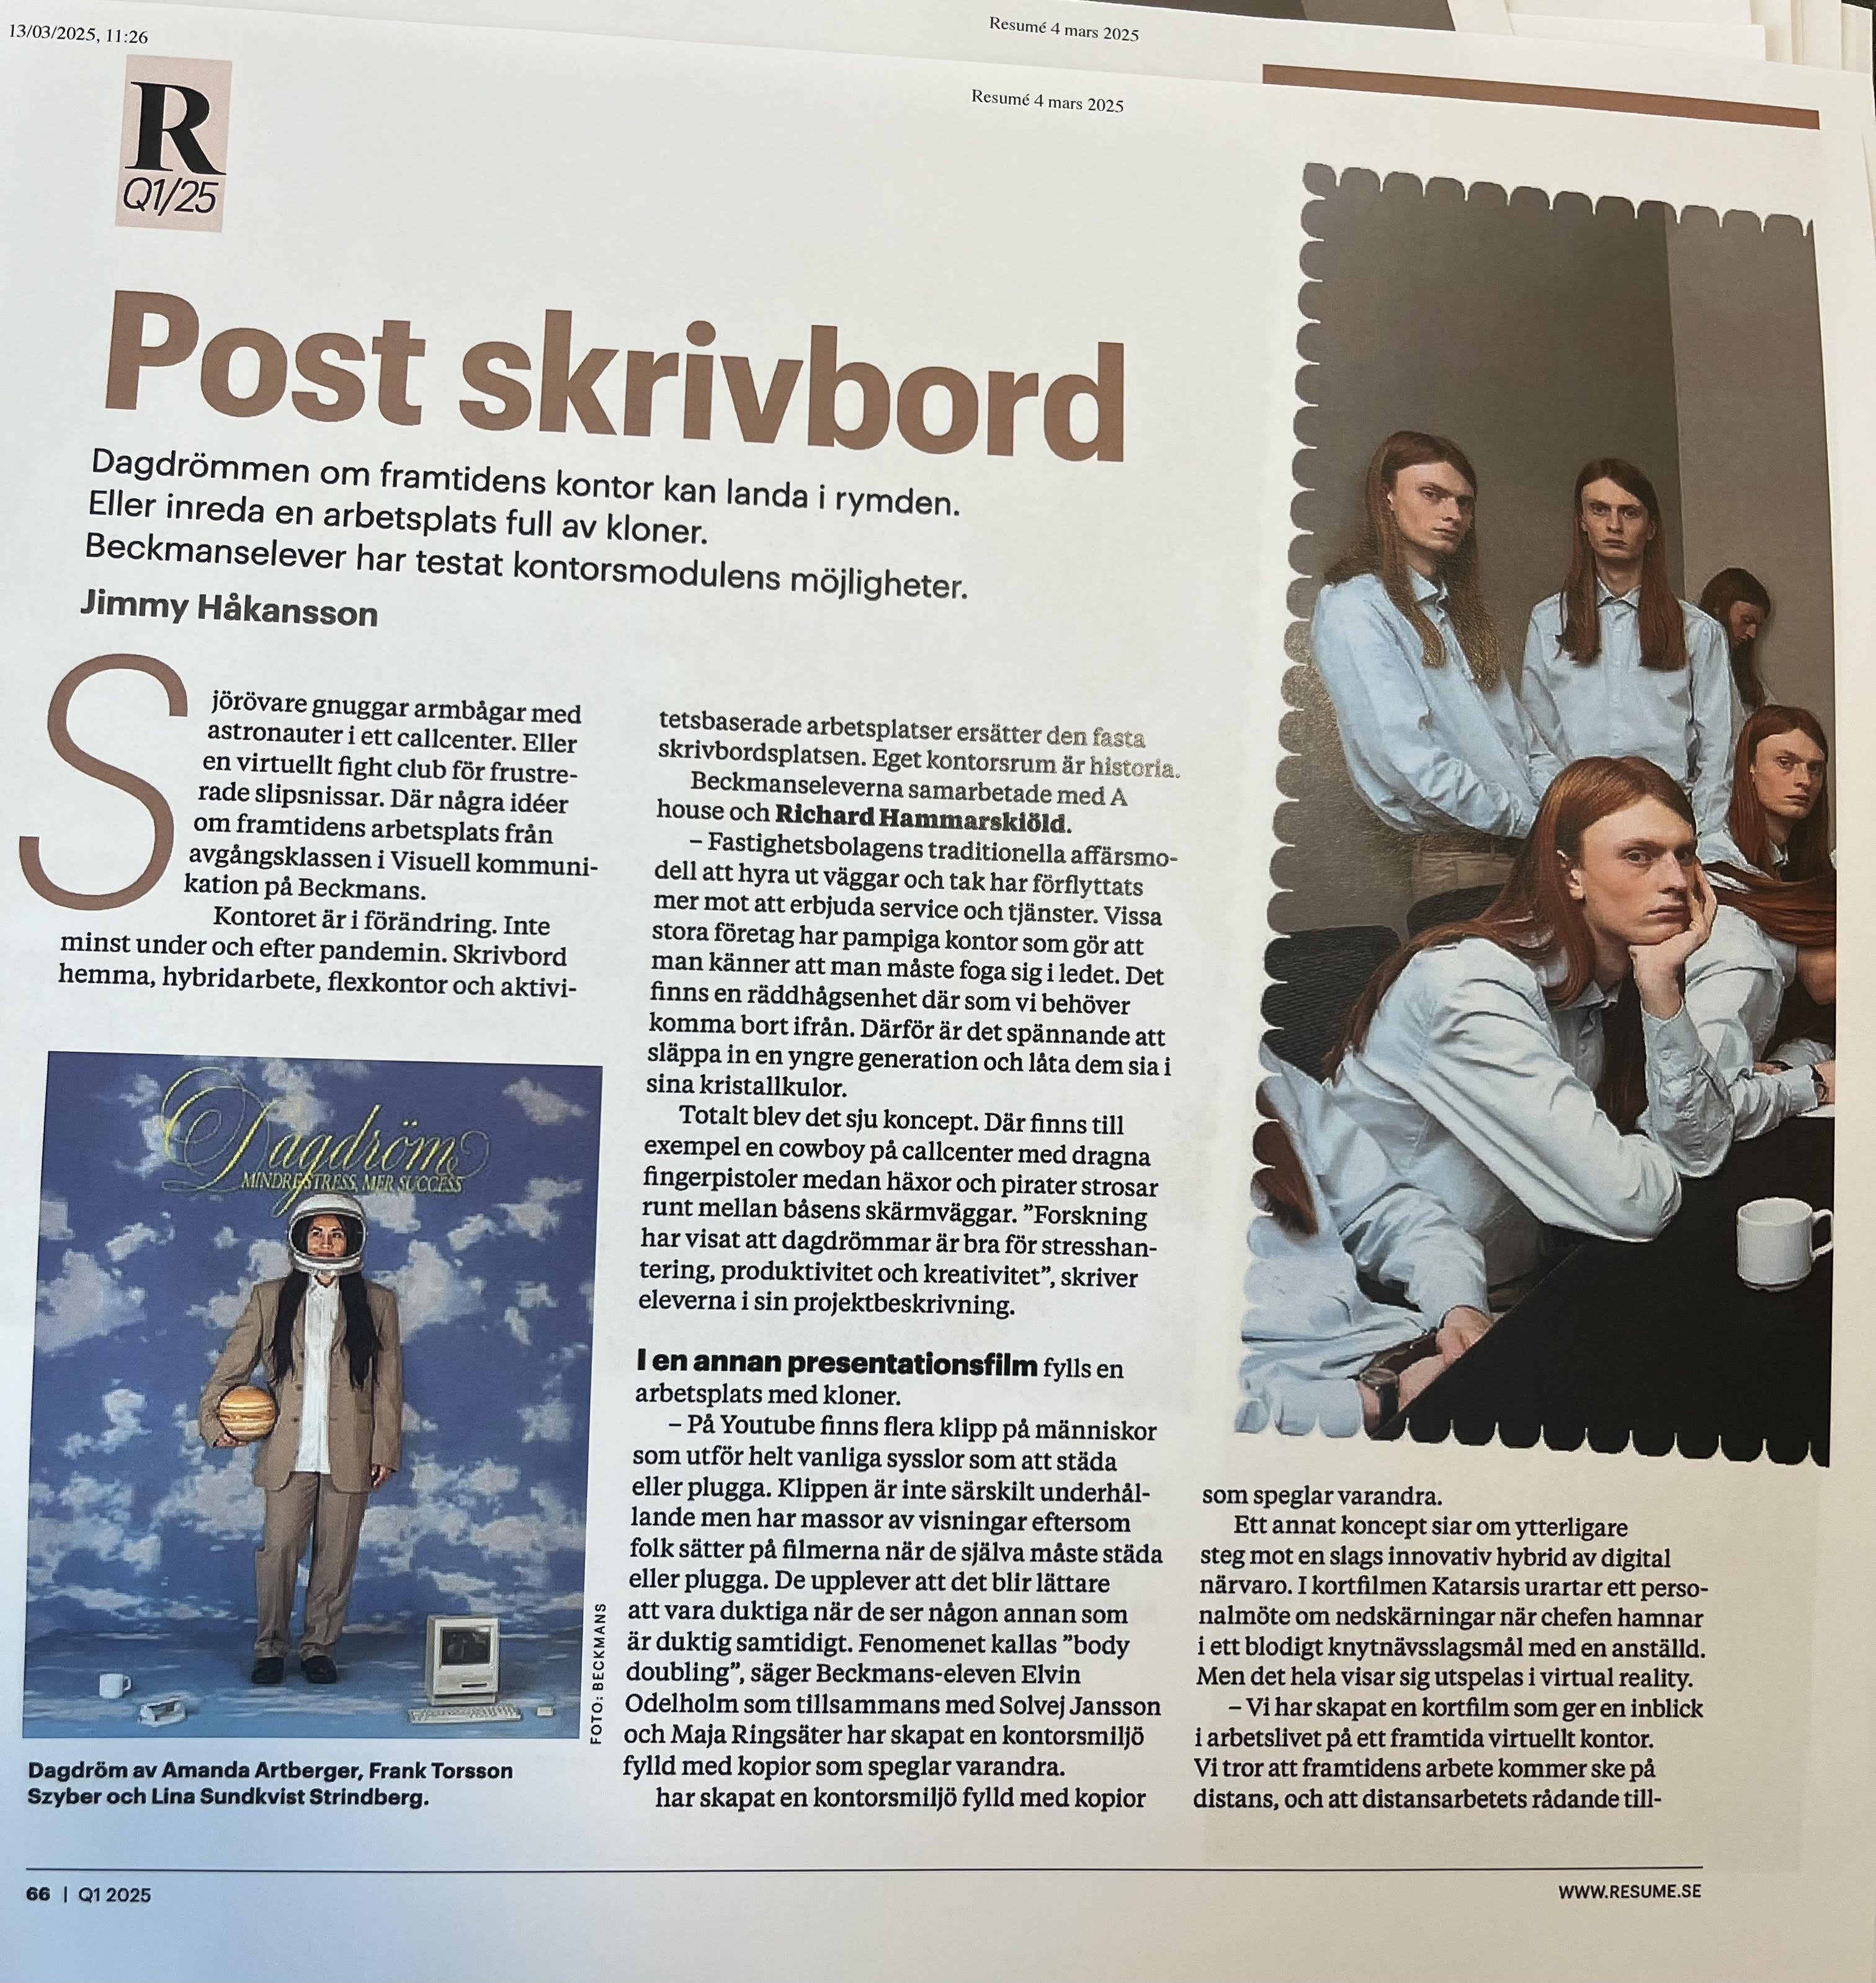 13/03/2025, 11:26
Resumé 4 mars 2025
Resumé 4 mars 2025
R
Q1/25
Post skrivbord
Dagdrömmen om framtidens kontor kan landa i rymden.
Eller inreda en arbetsplats full av kloner.
Beckmanselever har testat kontorsmodulens möjligheter.
Jimmy Håkansson
Sjörövare gnuggar armbågar med
astronauter i ett callcenter. Eller
en virtuellt fight club för frustre-
rade slipsnissar. Där några idéer
om framtidens arbetsplats från
avgångsklassen i Visuell kommuni-
kation på Beckmans.
Kontoret är i förändring. Inte
minst under och efter pandemin. Skrivbord
hemma, hybridarbete, flexkontor och aktivi-
Dagdröm
MINDRE STRESS, MER SUCCESS
FOTO: BECKMANS
Dagdröm av Amanda Artberger, Frank Torsson
Szyber och Lina Sundkvist Strindberg.
tetsbaserade arbetsplatser ersätter den fasta
skrivbordsplatsen. Eget kontorsrum är historia.
Beckmanseleverna samarbetade med A
house och Richard Hammarskiöld.
– Fastighetsbolagens traditionella affärsmo-
dell att hyra ut väggar och tak har förflyttats
mer mot att erbjuda service och tjänster. Vissa
stora företag har pampiga kontor som gör att
man känner att man måste foga sig i ledet. Det
finns en räddhågsenhet där som vi behöver
komma bort ifrån. Därför är det spännande att
släppa in en yngre generation och låta dem sia i
sina kristallkulor.
Totalt blev det sju koncept. Där finns till
exempel en cowboy på callcenter med dragna
fingerpistoler medan häxor och pirater strosar
runt mellan båsens skärmväggar. ”Forskning
har visat att dagdrömmar är bra för stresshan-
tering, produktivitet och kreativitet”, skriver
eleverna i sin projektbeskrivning.
I en annan presentationsfilm fylls en
arbetsplats med kloner.
– På Youtube finns flera klipp på människor
som utför helt vanliga sysslor som att städa
eller plugga. Klippen är inte särskilt underhål-
lande men har massor av visningar eftersom
folk sätter på filmerna när de själva måste städa
eller plugga. De upplever att det blir lättare
att vara duktiga när de ser någon annan som
är duktig samtidigt. Fenomenet kallas ”body
doubling”, säger Beckmans-eleven Elvin
Odelholm som tillsammans med Solvej Jansson
och Maja Ringsäter har skapat en kontorsmiljö
fylld med kopior som speglar varandra.
har skapat en kontorsmiljö fylld med kopior
som speglar varandra.
Ett annat koncept siar om ytterligare
steg mot en slags innovativ hybrid av digital
närvaro. I kortfilmen Katarsis urartar ett perso-
nalmöte om nedskärningar när chefen hamnar
i ett blodigt knytnävsslagsmål med en anställd.
Men det hela visar sig utspelas i virtual reality.
– Vi har skapat en kortfilm som ger en inblick
i arbetslivet på ett framtida virtuellt kontor.
Vi tror att framtidens arbete kommer ske på
distans, och att distansarbetets rådande till-
66 | Q1 2025
WWW.RESUME.SE